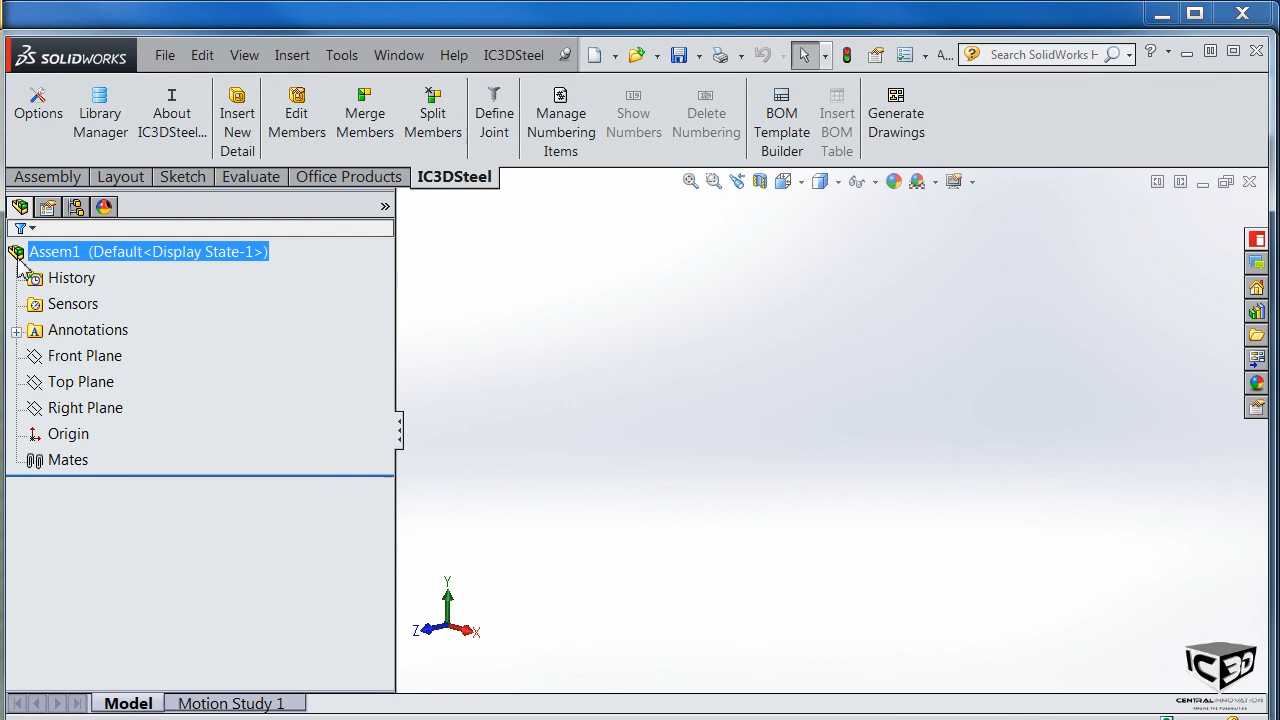 SOLIDWORKS File Edit View Insert Tools Window Help IC3DSteel A... Search SolidWorks H ?
Options Library Manager About IC3DSteel... Insert New Detail Edit Members Merge Members Split Members Define Joint Manage Numbering Items Show Numbers Delete Numbering BOM Template Builder Insert BOM Table Generate Drawings
Assembly Layout Sketch Evaluate Office Products IC3DSteel
»
Assem1 (Default<Display State-1>)
History
Sensors
Annotations
Front Plane
Top Plane
Right Plane
Origin
Mates
Y
Z X
IC3D
CENTRAL INNOVATION
Model Motion Study 1